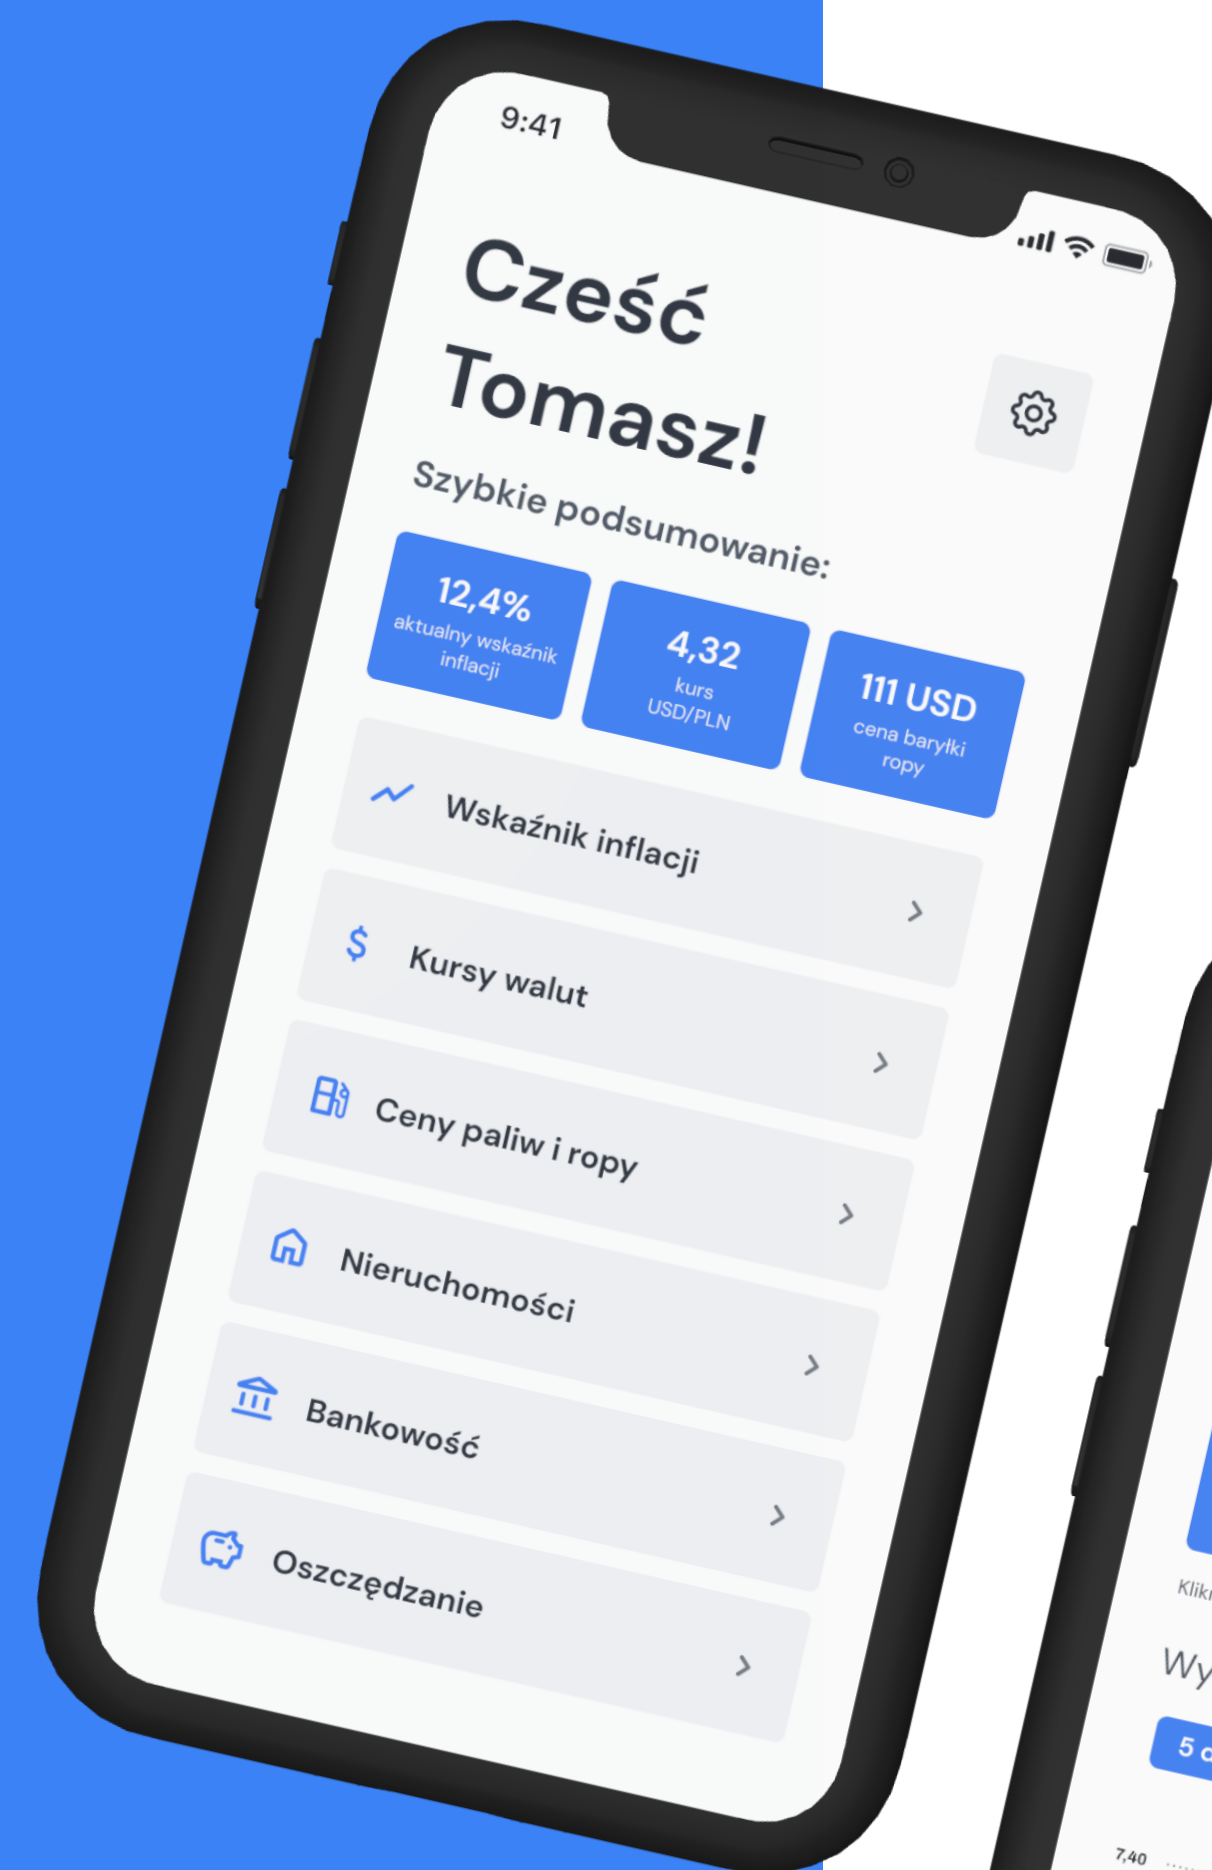 9:41
Cześć
Tomasz!
Szybkie podsumowanie:
12,4%
aktualny wskaźnik
inflacji
4,32
kurs
USD/PLN
111 USD
cena baryłki
ropy
Wskaźnik inflacji
Kursy walut
Ceny paliw i ropy
Nieruchomości
Bankowość
Oszczędzanie
7,40